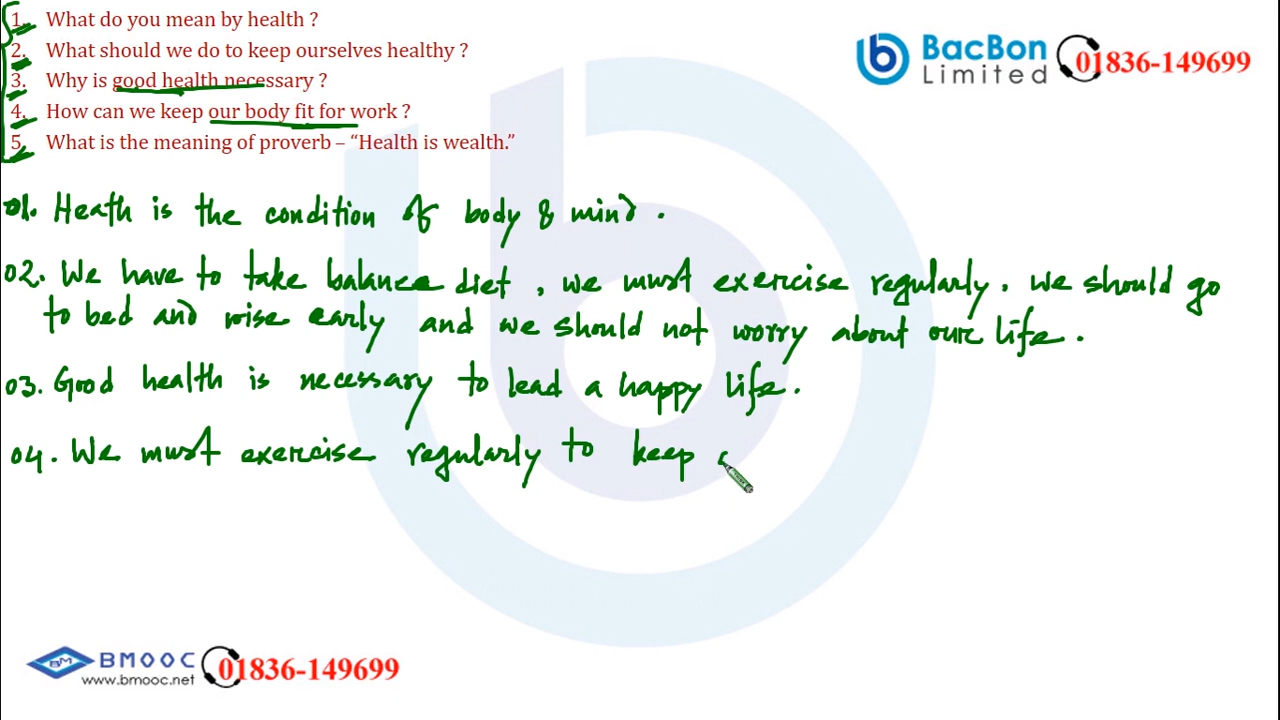 1. What do you mean by health ?
2. What should we do to keep ourselves healthy ?
3. Why is good health necessary ?
4. How can we keep our body fit for work ?
5. What is the meaning of proverb – “Health is wealth.”
BacBon
Limited
01836-149699
01. Heath is the condition of body & mind.
02. We have to take balance diet, we must exercise regularly. We should go
to bed and rise early and we should not worry about our life.
03. Good health is necessary to lead a happy life.
04. We must exercise regularly to keep
BMOOC
www.bmooc.net
01836-149699